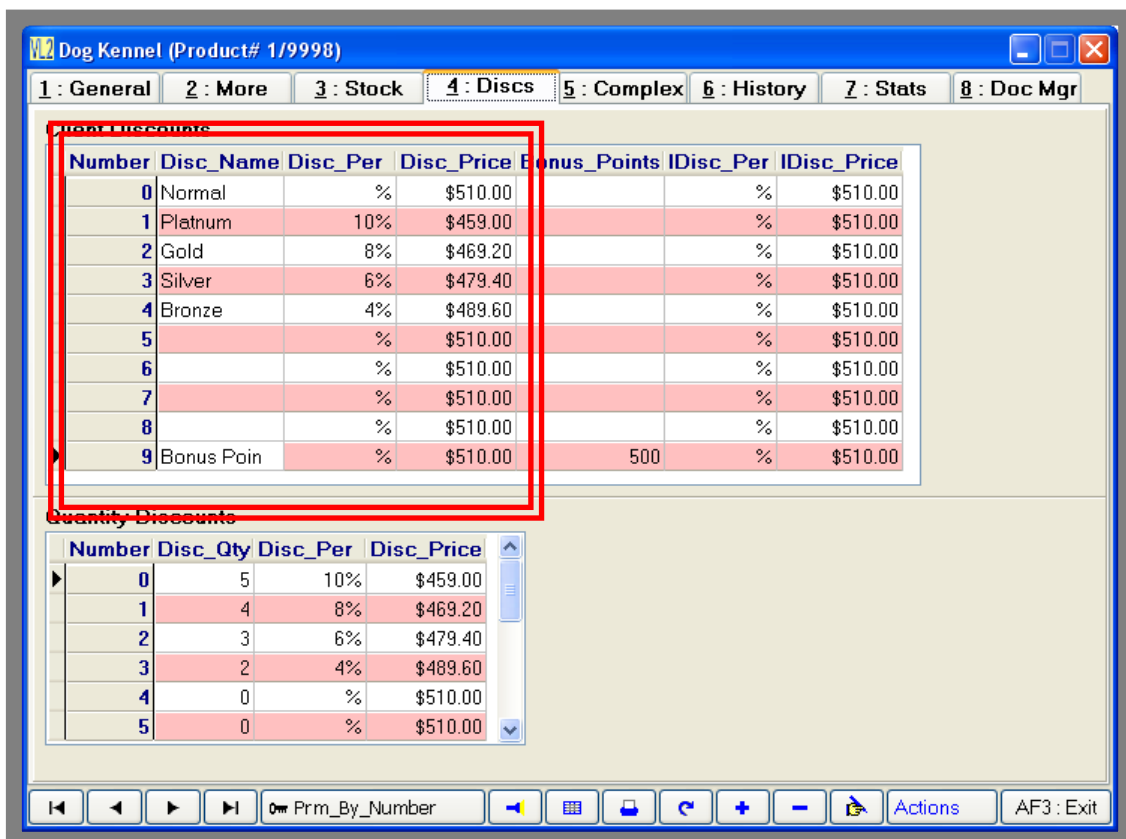 Dog Kennel (Product# 1/9998)
1 : General 2 : More 3 : Stock 4 : Discs 5 : Complex 6 : History 7 : Stats 8 : Doc Mgr
Client Discounts
Number Disc_Name Disc_Per Disc_Price Bonus_Points IDisc_Per IDisc_Price
0 Normal % $510.00 % $510.00
1 Platnum 10% $459.00 % $510.00
2 Gold 8% $469.20 % $510.00
3 Silver 6% $479.40 % $510.00
4 Bronze 4% $489.60 % $510.00
5 % $510.00 % $510.00
6 % $510.00 % $510.00
7 % $510.00 % $510.00
8 % $510.00 % $510.00
9 Bonus Poin % $510.00 500 % $510.00
Quantity Discounts
Number Disc_Qty Disc_Per Disc_Price
0 5 10% $459.00
1 4 8% $469.20
2 3 6% $479.40
3 2 4% $489.60
4 0 % $510.00
5 0 % $510.00
Prm_By_Number Actions AF3 : Exit